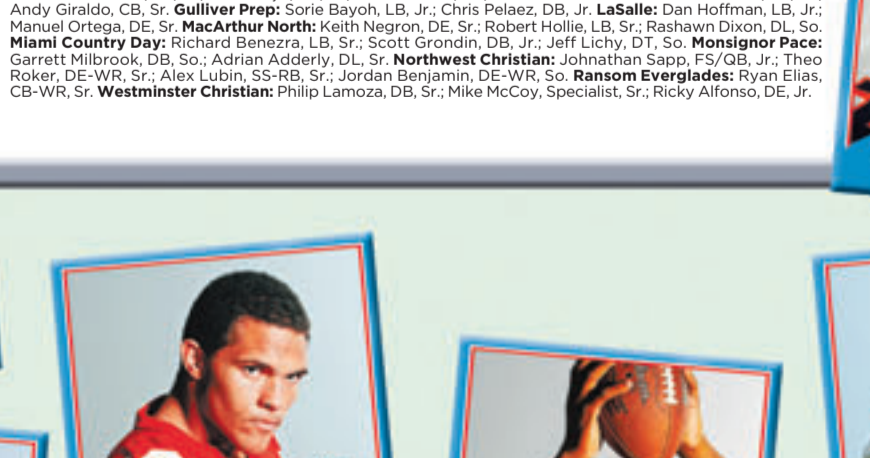 Andy Giraldo, CB, Sr. Gulliver Prep: Sorie Bayoh, LB, Jr.; Chris Pelaez, DB, Jr. LaSalle: Dan Hoffman, LB, Jr.;
Manuel Ortega, DE, Sr. MacArthur North: Keith Negron, DE, Sr.; Robert Hollie, LB, Sr.; Rashawn Dixon, DL, So.
Miami Country Day: Richard Benezra, LB, Sr.; Scott Grondin, DB, Jr.; Jeff Lichy, DT, So. Monsignor Pace:
Garrett Milbrook, DB, So.; Adrian Adderly, DL, Sr. Northwest Christian: Johnathan Sapp, FS/QB, Jr.; Theo
Roker, DE-WR, Sr.; Alex Lubin, SS-RB, Sr.; Jordan Benjamin, DE-WR, So. Ransom Everglades: Ryan Elias,
CB-WR, Sr. Westminster Christian: Philip Lamoza, DB, Sr.; Mike McCoy, Specialist, Sr.; Ricky Alfonso, DE, Jr.